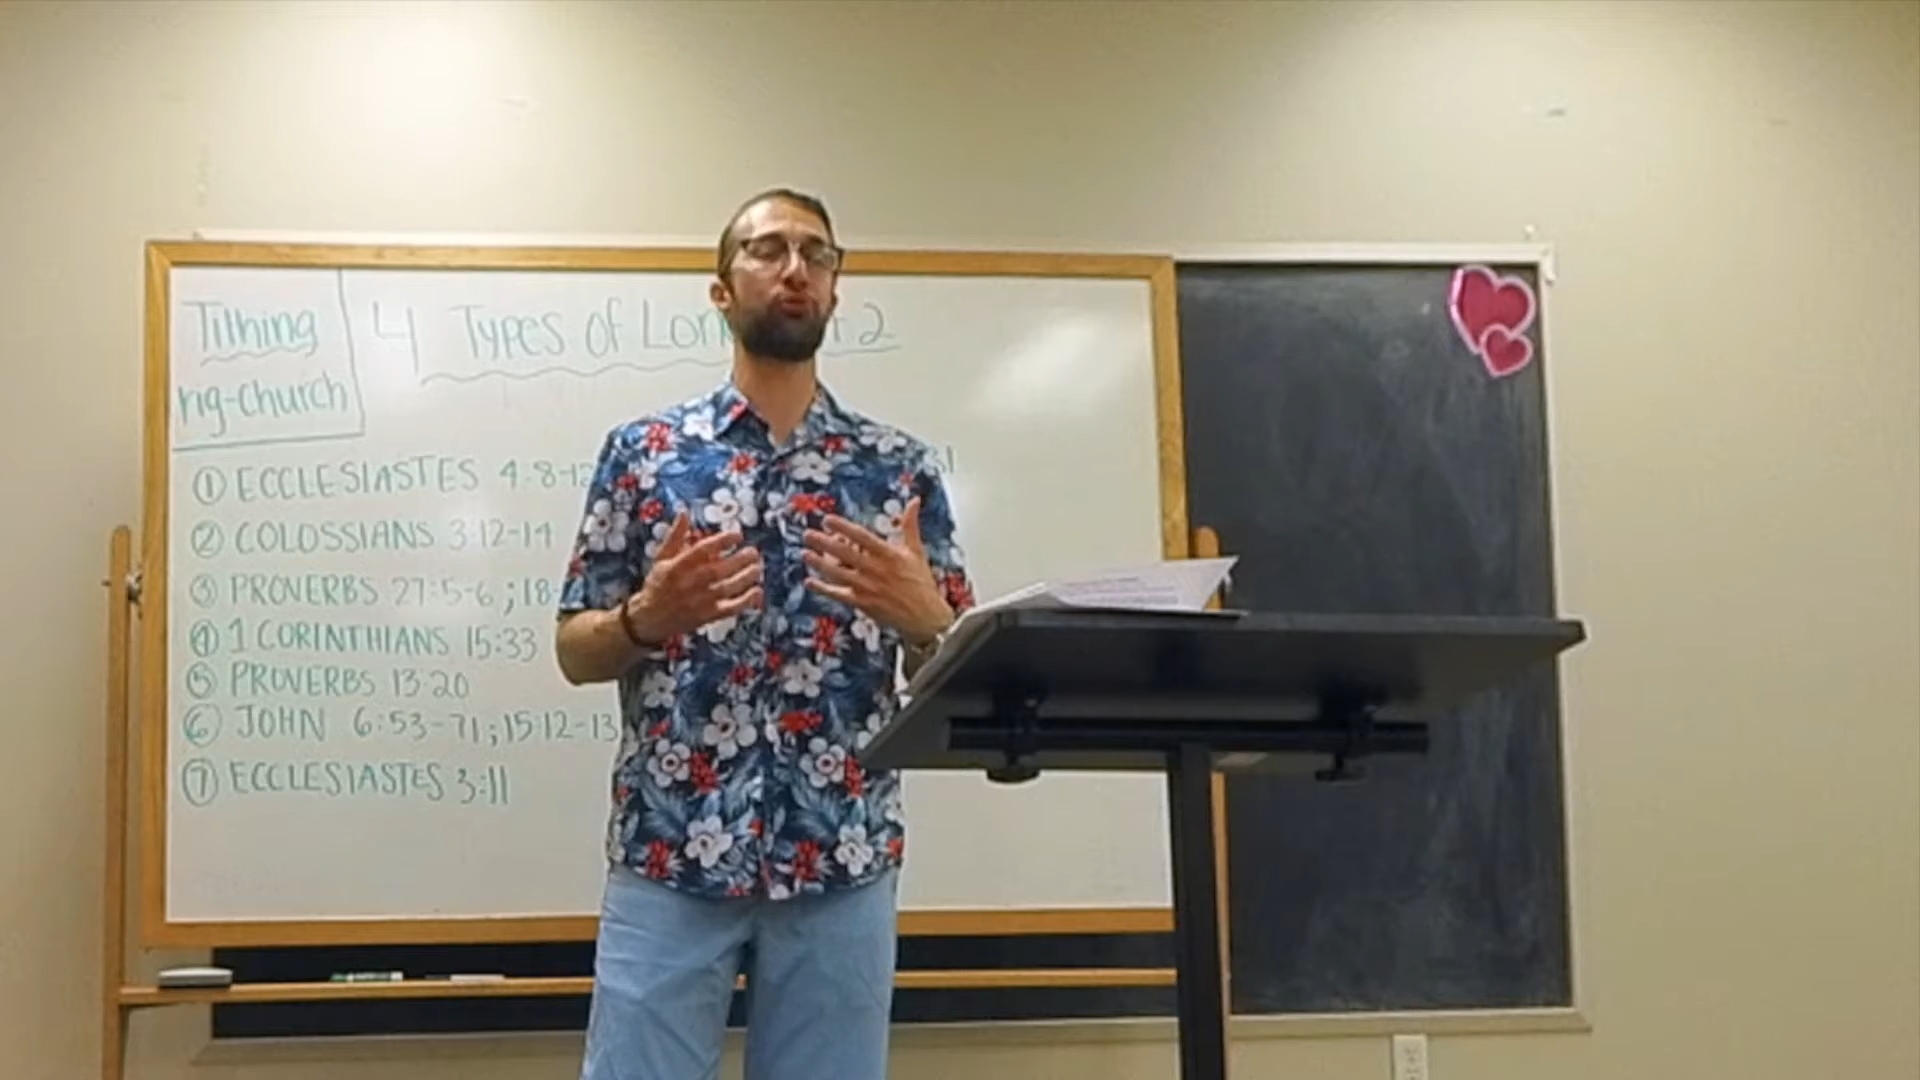 Tithing
rig-church
4 Types of Lon 2
① ECCLESIASTES 4:8-12
② COLOSSIANS 3:12-14
③ PROVERBS 27:5-6 ; 18-
④ 1 CORINTHIANS 15:33
⑤ PROVERBS 13:20
⑥ JOHN 6:53-71 ; 15:12-13
⑦ ECCLESIASTES 3:11